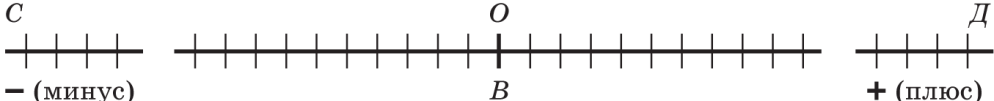 С О Д
– (минус) В + (плюс)